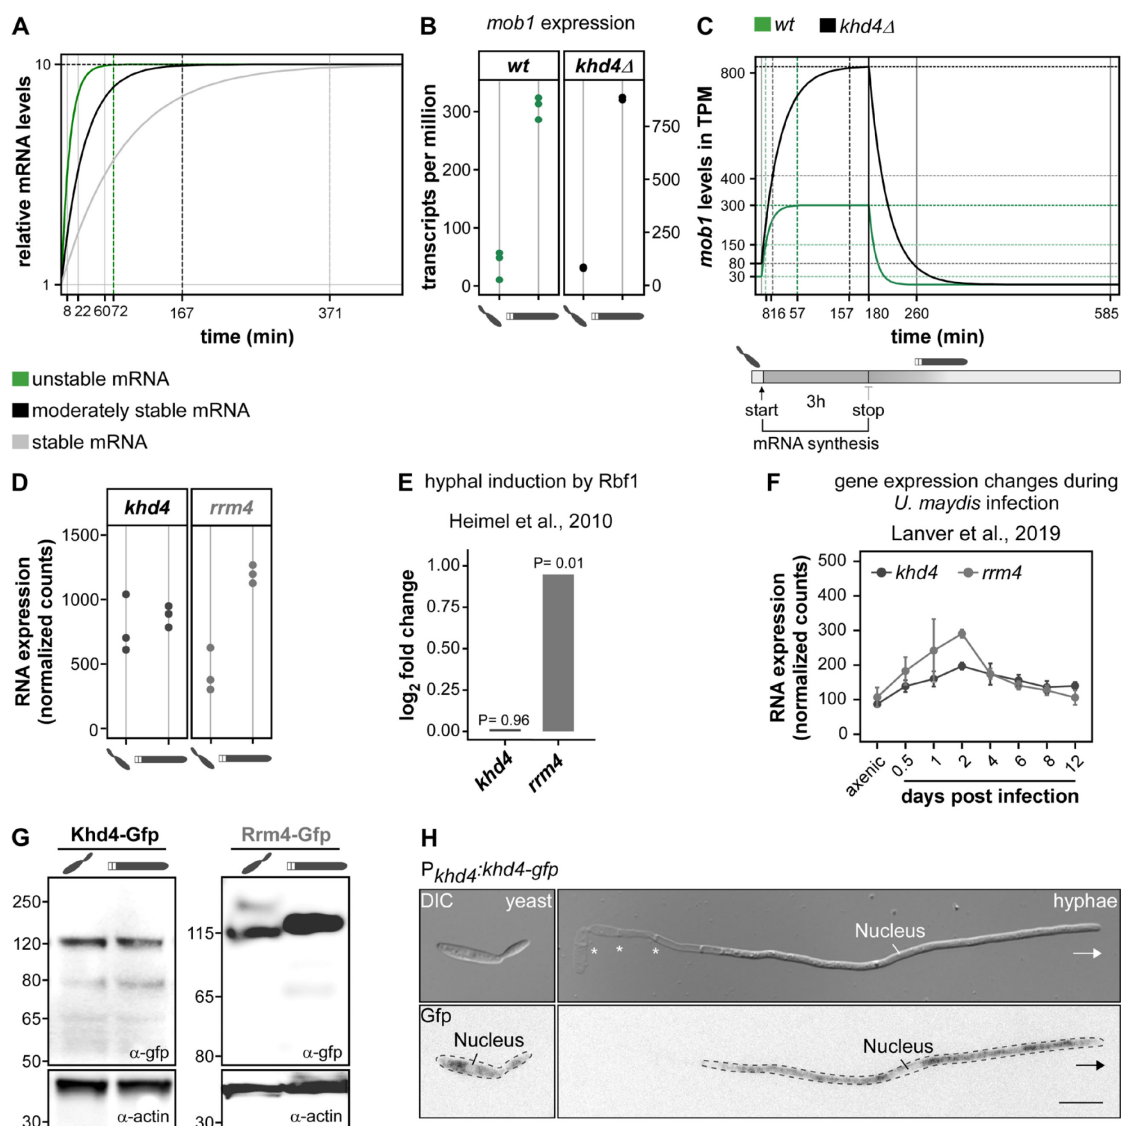 A
relative mRNA levels
10
1
8 22 60 72 167 371
time (min)
unstable mRNA
moderately stable mRNA
stable mRNA
B
mob1 expression
wt khd4Δ
transcripts per million
300
200
100
0
750
500
250
0
C
wt khd4Δ
mob1 levels in TPM
800
400
300
150
80
30
8 16 57 157 180 260 585
time (min)
start 3h stop
mRNA synthesis
D
khd4 rrm4
RNA expression
(normalized counts)
1500
1000
500
0
E hyphal induction by Rbf1
Heimel et al., 2010
log2 fold change
1.00
0.75
0.50
0.25
0.00
P= 0.01
P= 0.96
khd4 rrm4
F
gene expression changes during
U. maydis infection
Lanver et al., 2019
RNA expression
(normalized counts)
500
400
300
200
100
0
khd4 rrm4
axenic 0.5 1 2 4 6 8 12
days post infection
G
Khd4-Gfp Rrm4-Gfp
250
120
80
65
50
α-gfp
30
α-actin
115
65
80
α-gfp
30
α-actin
H
Pkhd4:khd4-gfp
DIC yeast hyphae
Nucleus
* * *
Gfp
Nucleus Nucleus